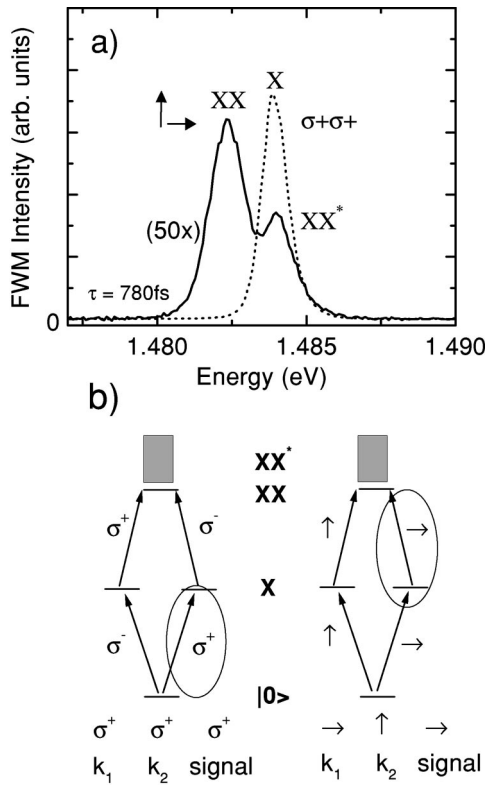 a)
XX
X
σ+σ+
XX*
(50x)
τ = 780fs
FWM Intensity (arb. units)
0
1.480 1.485 1.490
Energy (eV)
b)
XX*
XX
σ+ σ- ↑ →
X
σ- σ+ ↑ →
|0>
σ+ σ+ σ+ → ↑ →
k1 k2 signal k1 k2 signal